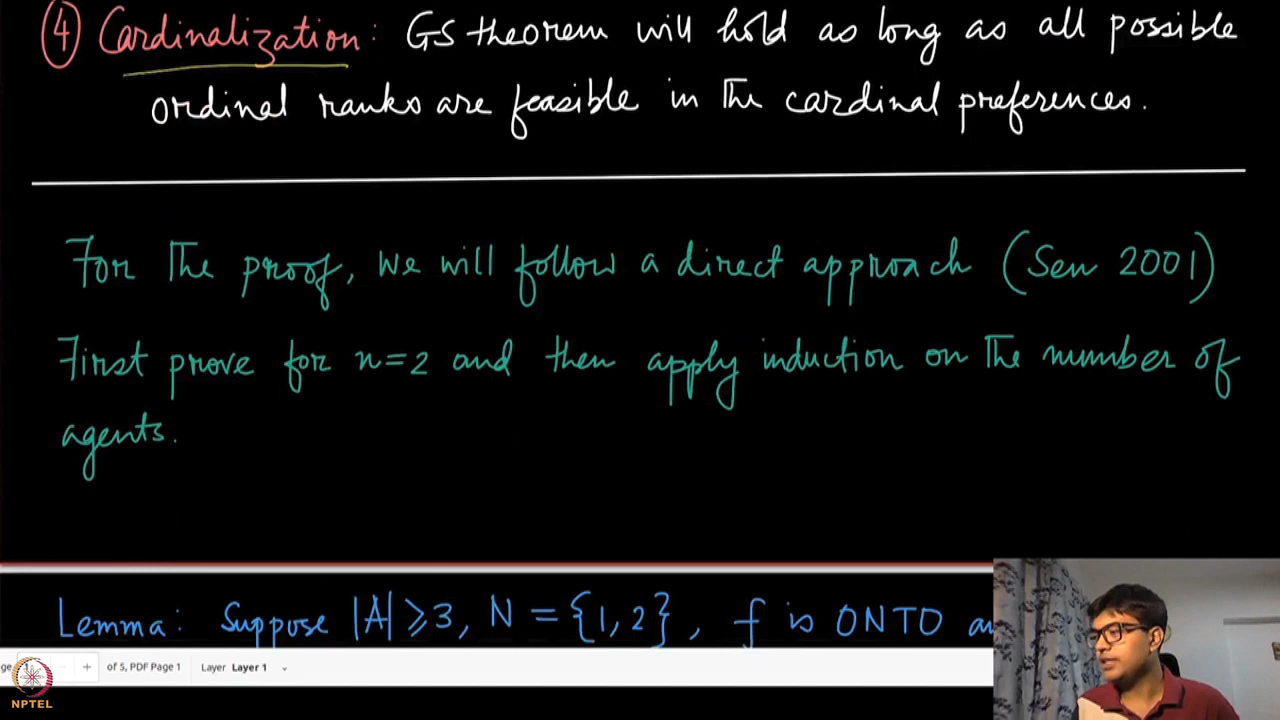 ④ Cardinalization: GS theorem will hold as long as all possible
ordinal ranks are feasible in the cardinal preferences.
For the proof, we will follow a direct approach (Sen 2001)
First prove for n=2 and then apply induction on the number of
agents.
Lemma: Suppose |A| ⩾ 3, N = {1, 2}, f is ONTO
of 5, PDF Page 1 Layer Layer 1
NPTEL